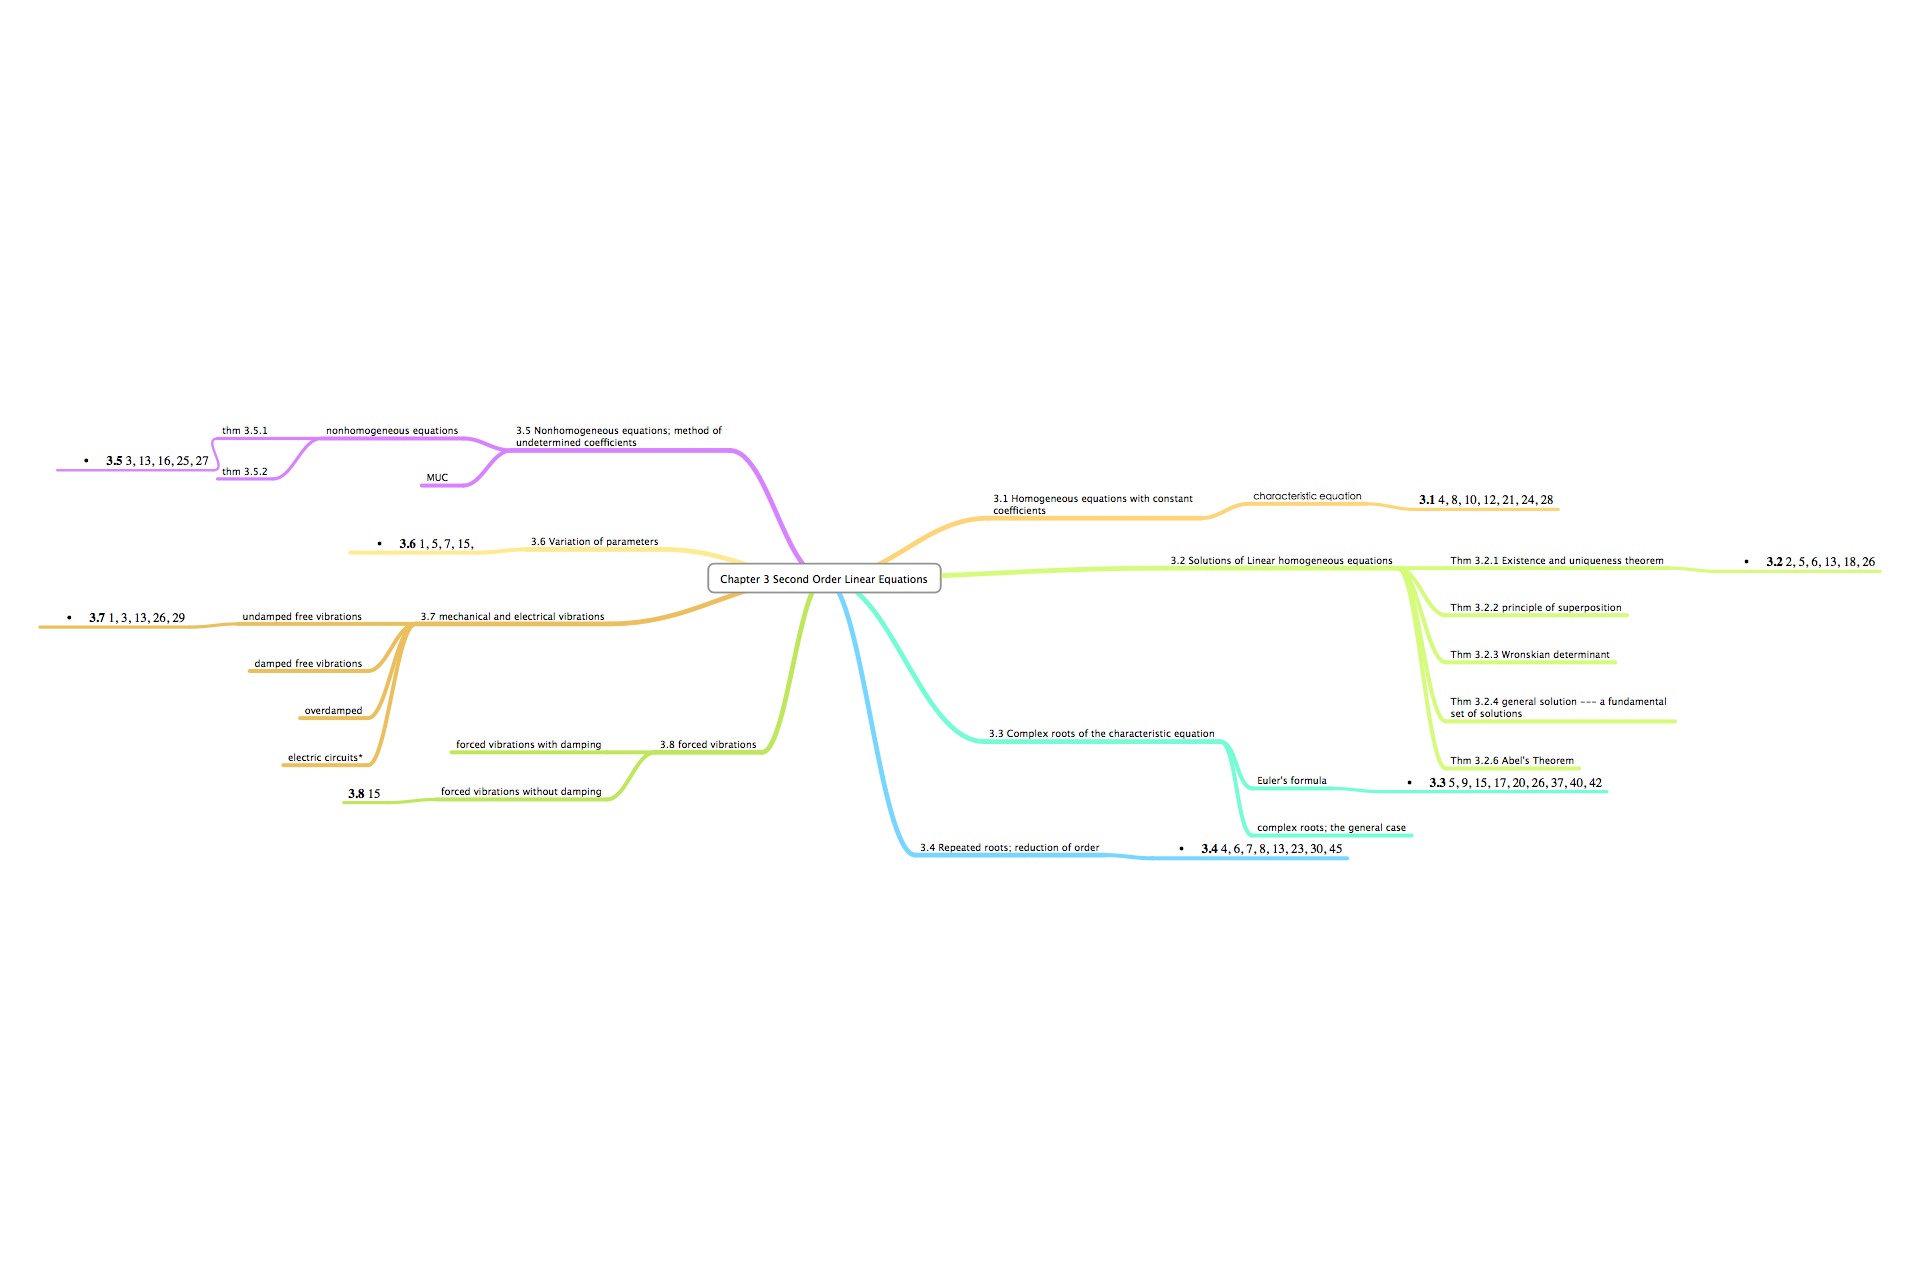 Chapter 3 Second Order Linear Equations
3.1 Homogeneous equations with constant
coefficients
characteristic equation
3.1 4, 8, 10, 12, 21, 24, 28
3.2 Solutions of Linear homogeneous equations
Thm 3.2.1 Existence and uniqueness theorem
• 3.2 2, 5, 6, 13, 18, 26
Thm 3.2.2 principle of superposition
Thm 3.2.3 Wronskian determinant
Thm 3.2.4 general solution --- a fundamental
set of solutions
Thm 3.2.6 Abel's Theorem
3.3 Complex roots of the characteristic equation
Euler's formula
• 3.3 5, 9, 15, 17, 20, 26, 37, 40, 42
complex roots; the general case
3.4 Repeated roots; reduction of order
• 3.4 4, 6, 7, 8, 13, 23, 30, 45
3.5 Nonhomogeneous equations; method of
undetermined coefficients
nonhomogeneous equations
thm 3.5.1
• 3.5 3, 13, 16, 25, 27
thm 3.5.2
MUC
3.6 Variation of parameters
• 3.6 1, 5, 7, 15,
3.7 mechanical and electrical vibrations
undamped free vibrations
• 3.7 1, 3, 13, 26, 29
damped free vibrations
overdamped
electric circuits*
3.8 forced vibrations
forced vibrations with damping
forced vibrations without damping
3.8 15